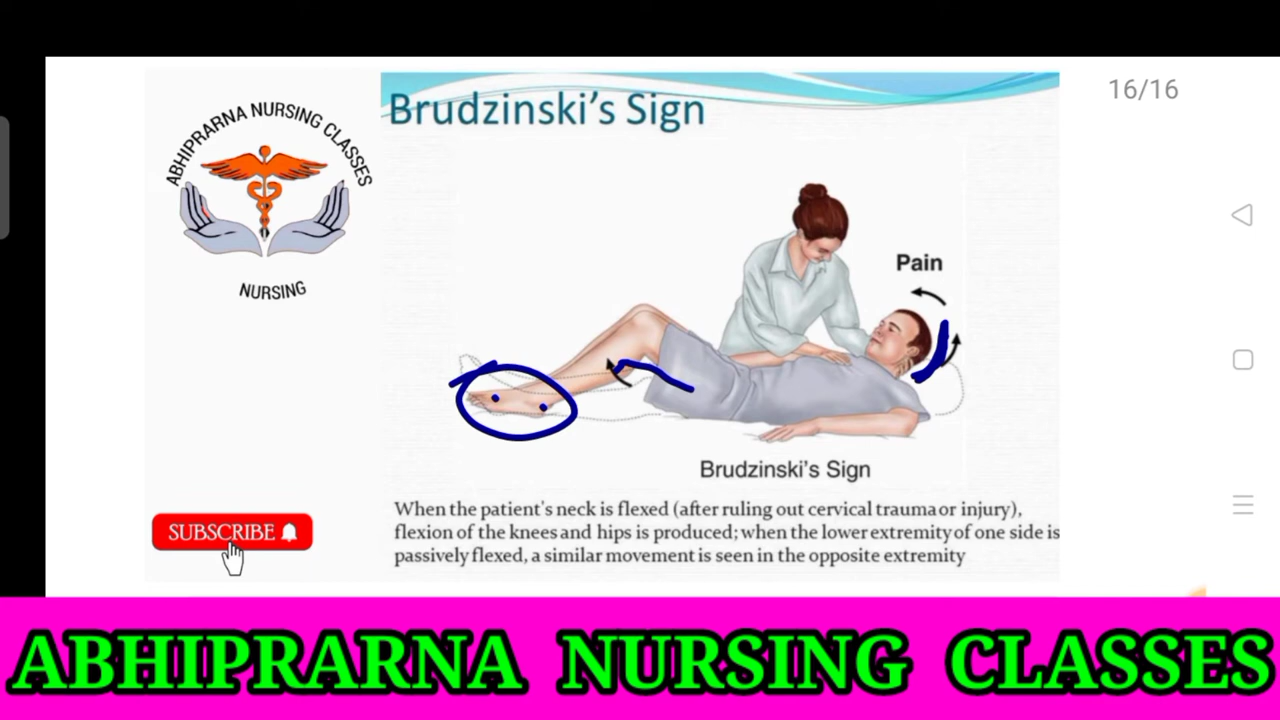 ABHIPRARNA NURSING CLASSES
NURSING
Brudzinski's Sign
16/16
Pain
Brudzinski's Sign
When the patient's neck is flexed (after ruling out cervical trauma or injury),
flexion of the knees and hips is produced; when the lower extremity of one side is
passively flexed, a similar movement is seen in the opposite extremity
SUBSCRIBE
ABHIPRARNA NURSING CLASSES